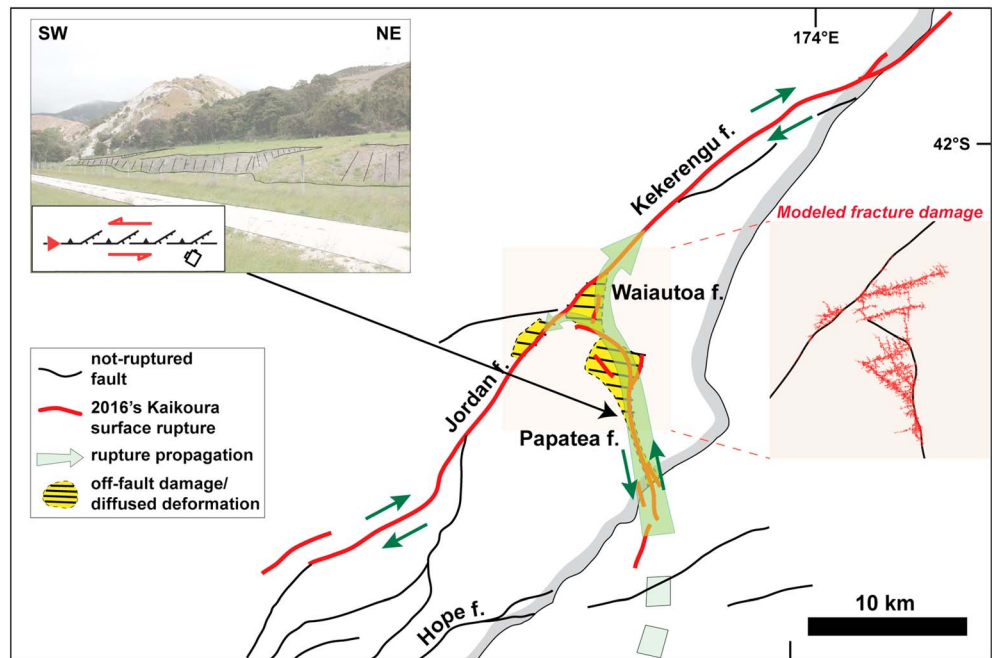 SW
NE
174°E
42°S
Kekerengu f.
Modeled fracture damage
Waiautoa f.
Jordan f.
Papatea f.
not-ruptured
fault
2016's Kaikoura
surface rupture
rupture propagation
off-fault damage/
diffused deformation
Hope f.
10 km